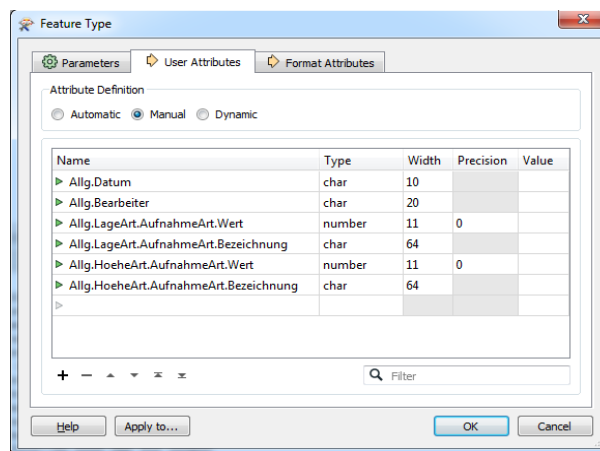 Feature Type
Parameters User Attributes Format Attributes
Attribute Definition
Automatic Manual Dynamic
Name Type Width Precision Value
Allg.Datum char 10
Allg.Bearbeiter char 20
Allg.LageArt.AufnahmeArt.Wert number 11 0
Allg.LageArt.AufnahmeArt.Bezeichnung char 64
Allg.HoeheArt.AufnahmeArt.Wert number 11 0
Allg.HoeheArt.AufnahmeArt.Bezeichnung char 64
Filter
Help Apply to... OK Cancel